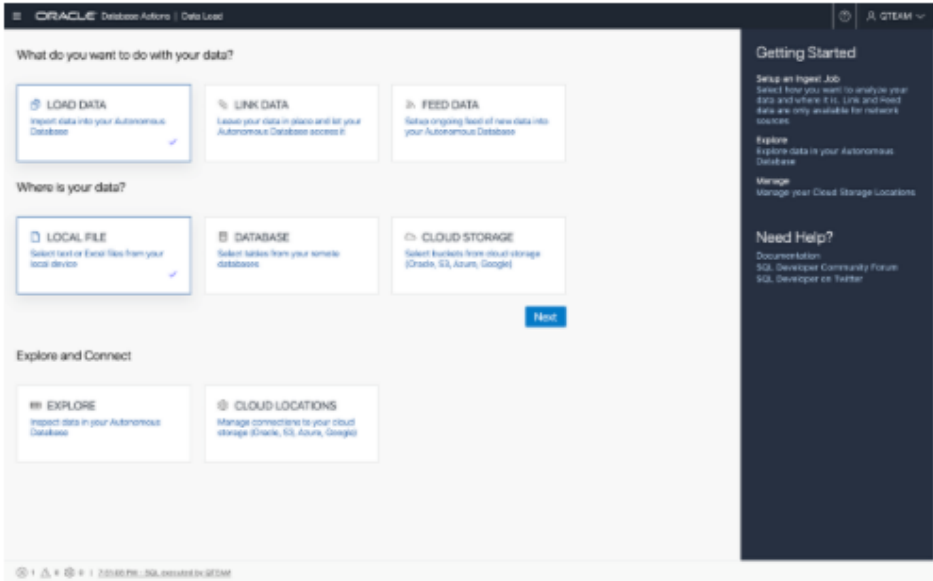 ORACLE Database Actions | Data Load
GTEAM
What do you want to do with your data?
LOAD DATA
Import data into your Autonomous
Database
LINK DATA
Leave your data in place and let your
Autonomous Database access it
FEED DATA
Setup ongoing feed of new data into
your Autonomous Database
Where is your data?
LOCAL FILE
Select text or Excel files from your
local device
DATABASE
Select tables from your remote
databases
CLOUD STORAGE
Select buckets from cloud storage
(Oracle, S3, Azure, Google)
Next
Explore and Connect
EXPLORE
Inspect data in your Autonomous
Database
CLOUD LOCATIONS
Manage connections to your cloud
storage (Oracle, S3, Azure, Google)
Getting Started
Setup an Ingest Job
Select how you want to analyze your
data and where it is. Link and Feed
data are only available for network
sources
Explore
Explore data in your Autonomous
Database
Manage
Manage your Cloud Storage Locations
Need Help?
Documentation
SQL Developer Community Forum
SQL Developer on Twitter
SQL executed by GTEAM